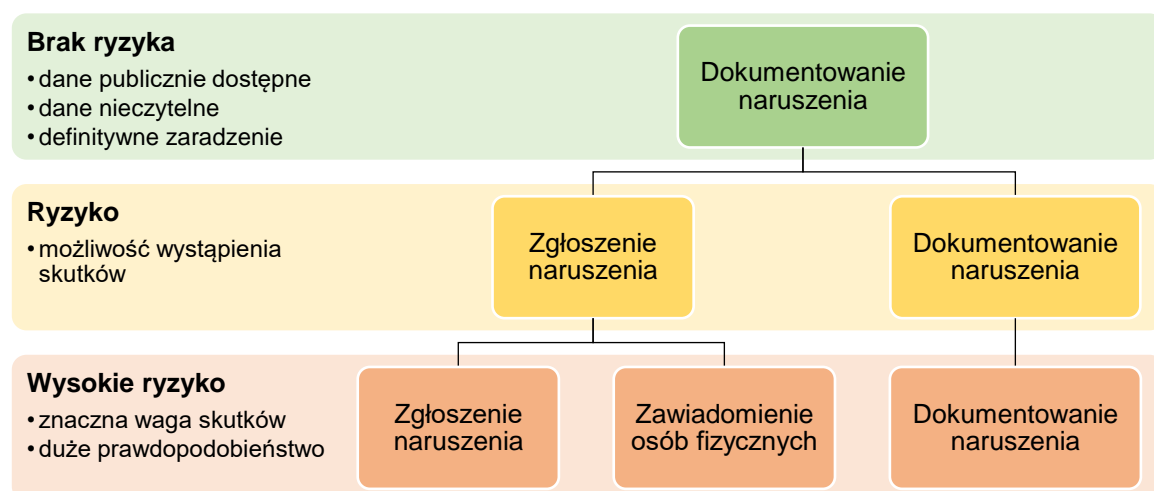 Brak ryzyka
• dane publicznie dostępne
• dane nieczytelne
• definitywne zaradzenie
Dokumentowanie
naruszenia
Ryzyko
• możliwość wystąpienia
skutków
Zgłoszenie
naruszenia
Dokumentowanie
naruszenia
Wysokie ryzyko
• znaczna waga skutków
• duże prawdopodobieństwo
Zgłoszenie
naruszenia
Zawiadomienie
osób fizycznych
Dokumentowanie
naruszenia